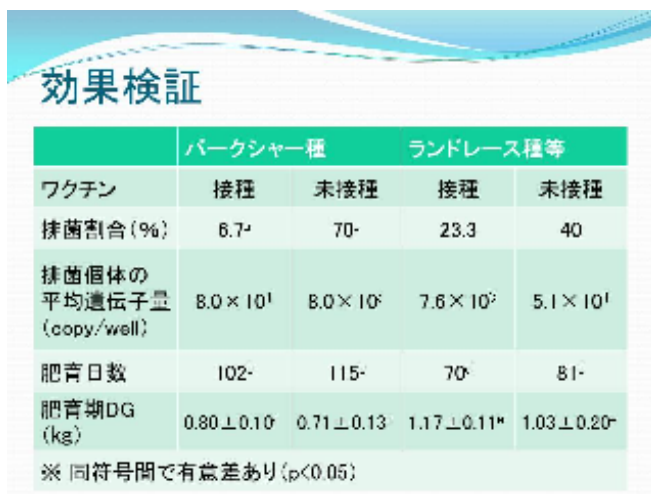 効果検証
バークシャー種 ランドレース種等
ワクチン 接種 未接種 接種 未接種
排菌割合(%) 6.7 70 23.3 40
排菌個体の
平均遺伝子量 8.0×10¹ 8.0×10 7.6×10 5.1×10¹
(copy/well)
肥育日数 102 115 70 81
肥育期DG
(kg) 0.80±0.10 0.71±0.13 1.17±0.11 1.03±0.20
※ 同符号間で有意差あり(p<0.05)